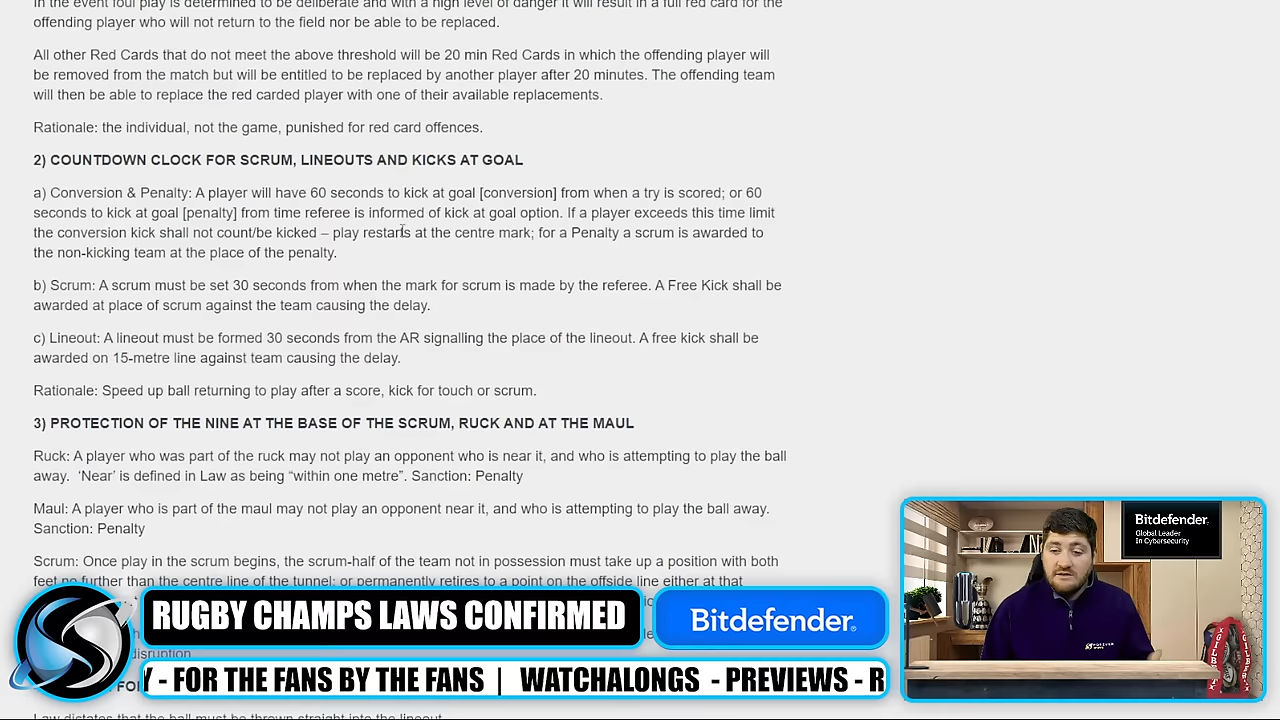 In the event foul play is determined to be deliberate and with a high level of danger it will result in a full red card for the
offending player who will not return to the field nor be able to be replaced.
All other Red Cards that do not meet the above threshold will be 20 min Red Cards in which the offending player will
be removed from the match but will be entitled to be replaced by another player after 20 minutes. The offending team
will then be able to replace the red carded player with one of their available replacements.
Rationale: the individual, not the game, punished for red card offences.
2) COUNTDOWN CLOCK FOR SCRUM, LINEOUTS AND KICKS AT GOAL
a) Conversion & Penalty: A player will have 60 seconds to kick at goal [conversion] from when a try is scored; or 60
seconds to kick at goal [penalty] from time referee is informed of kick at goal option. If a player exceeds this time limit
the conversion kick shall not count/be kicked – play restarts at the centre mark; for a Penalty a scrum is awarded to
the non-kicking team at the place of the penalty.
b) Scrum: A scrum must be set 30 seconds from when the mark for scrum is made by the referee. A Free Kick shall be
awarded at place of scrum against the team causing the delay.
c) Lineout: A lineout must be formed 30 seconds from the AR signalling the place of the lineout. A free kick shall be
awarded on 15-metre line against team causing the delay.
Rationale: Speed up ball returning to play after a score, kick for touch or scrum.
3) PROTECTION OF THE NINE AT THE BASE OF THE SCRUM, RUCK AND AT THE MAUL
Ruck: A player who was part of the ruck may not play an opponent who is near it, and who is attempting to play the ball
away. ‘Near’ is defined in Law as being “within one metre”. Sanction: Penalty
Maul: A player who is part of the maul may not play an opponent near it, and who is attempting to play the ball away.
Sanction: Penalty
Scrum: Once play in the scrum begins, the scrum-half of the team not in possession must take up a position with both
feet no further than the centre line of the tunnel; or permanently retires to a point on the offside line either at that
disruption
Law dictates that the ball must be thrown straight into the lineout
RUGBY CHAMPS LAWS CONFIRMED
Bitdefender.
Y - FOR THE FANS BY THE FANS | WATCHALONGS - PREVIEWS - R
Bitdefender.
Global Leader
In Cybersecurity
GILBERT